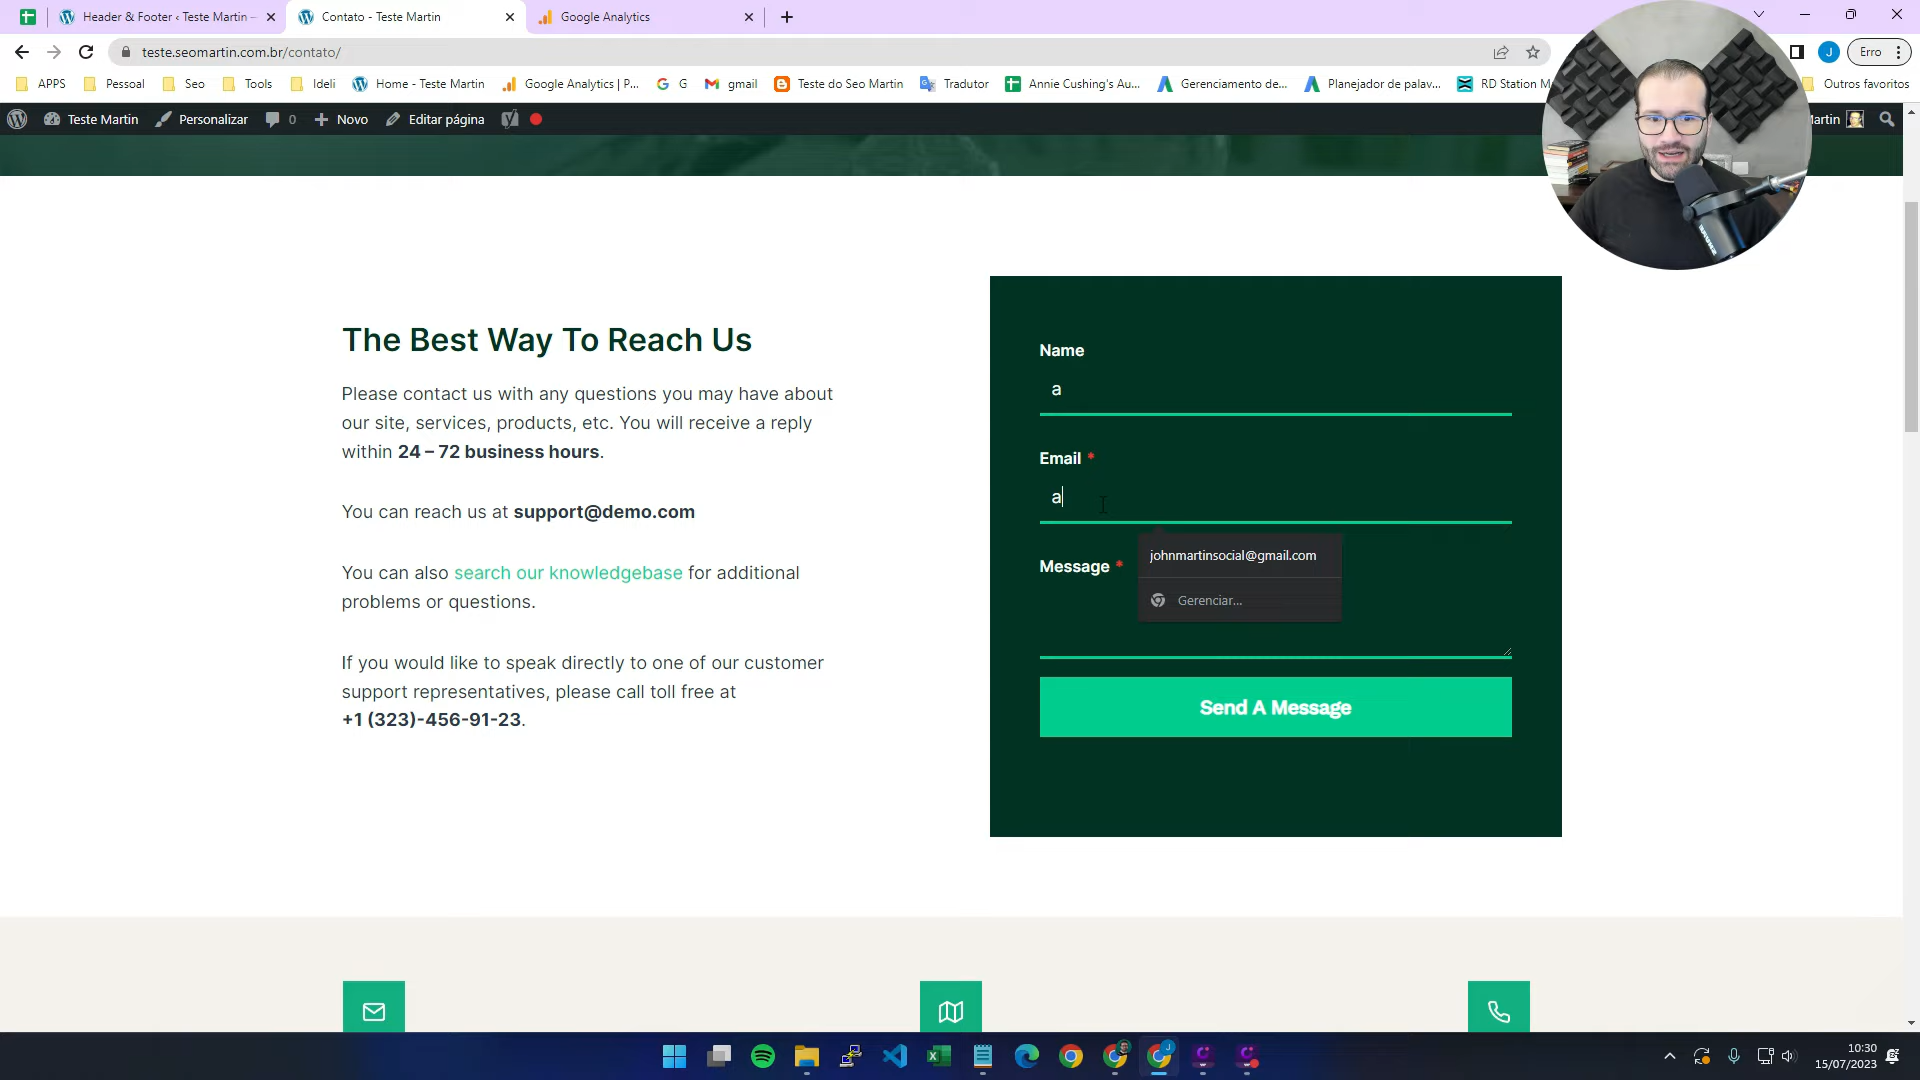 Header & Footer ‹ Teste Martin —
Contato - Teste Martin
Google Analytics
teste.seomartin.com.br/contato/
J
Erro
APPS
Pessoal
Seo
Tools
Ideli
Home - Teste Martin
Google Analytics | P...
G
gmail
Teste do Seo Martin
Tradutor
Annie Cushing's Au...
Gerenciamento de...
Planejador de palav...
RD Station M
Outros favoritos
Teste Martin
Personalizar
0
Novo
Editar página
Martin
The Best Way To Reach Us
Please contact us with any questions you may have about
our site, services, products, etc. You will receive a reply
within 24 – 72 business hours.
You can reach us at support@demo.com
You can also search our knowledgebase for additional
problems or questions.
If you would like to speak directly to one of our customer
support representatives, please call toll free at
+1 (323)-456-91-23.
Name
a
Email *
a
johnmartinsocial@gmail.com
Gerenciar...
Message *
Send A Message
10:30
15/07/2023